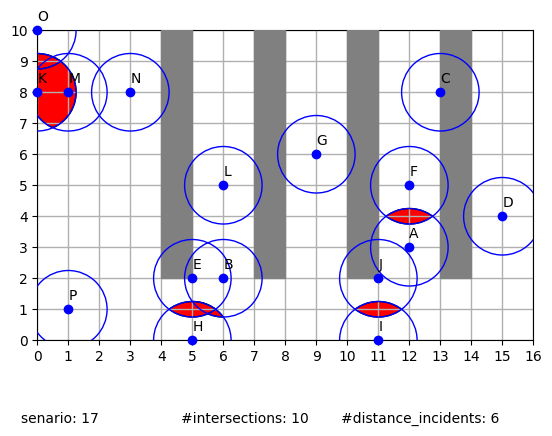 O
10
9
K M N C
8
7
G
6
L F
5
D
4
A
3
E B J
2
P
1
H I
0
0 1 2 3 4 5 6 7 8 9 10 11 12 13 14 15 16
senario: 17 #intersections: 10 #distance_incidents: 6